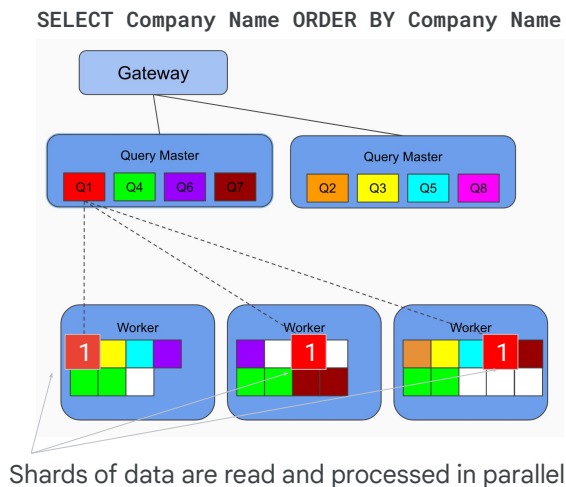 SELECT Company Name ORDER BY Company Name
Gateway
Query Master
Q1 Q4 Q6 Q7
Query Master
Q2 Q3 Q5 Q8
Worker
1
Worker
1
Worker
1
Shards of data are read and processed in parallel